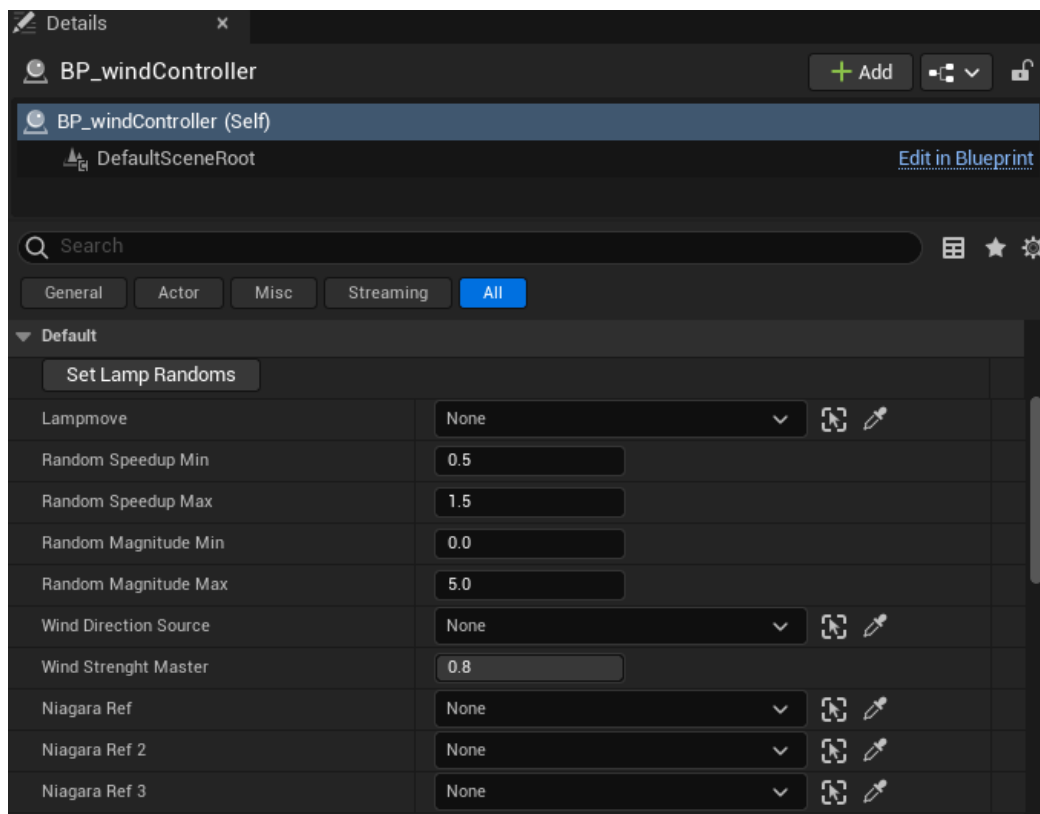 Details
BP_windController
Add
BP_windController (Self)
DefaultSceneRoot Edit in Blueprint
Search
General Actor Misc Streaming All
Default
Set Lamp Randoms
Lampmove None
Random Speedup Min 0.5
Random Speedup Max 1.5
Random Magnitude Min 0.0
Random Magnitude Max 5.0
Wind Direction Source None
Wind Strenght Master 0.8
Niagara Ref None
Niagara Ref 2 None
Niagara Ref 3 None